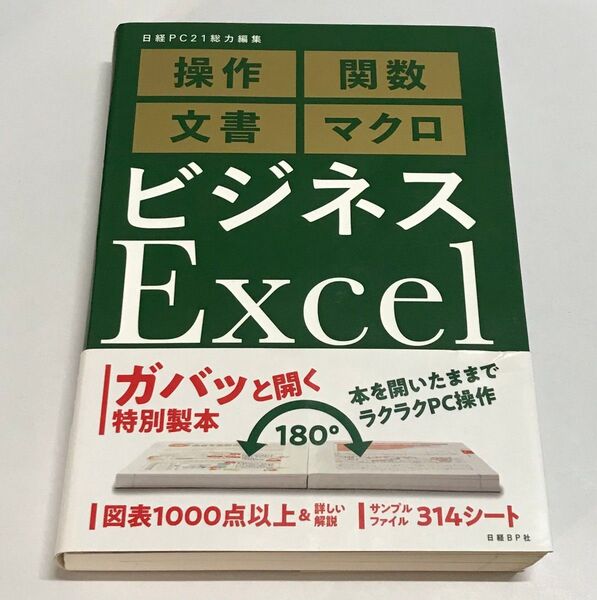 日経PC21総力編集
操作 関数
文書 マクロ
ビジネス
Excel
ガバッと開く
特別製本
本を開いたままで
ラクラクPC操作
180°
図表1000点以上&詳しい解説
サンプルファイル 314シート
日経BP社